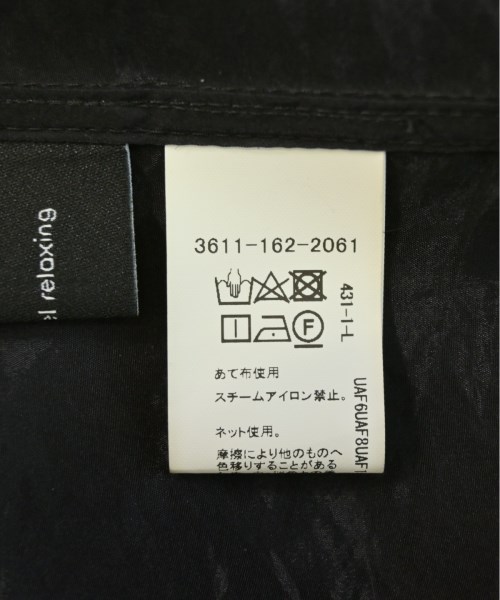 3611-162-2061
F
431-1-L
あて布使用
スチームアイロン禁止。
ネット使用。
摩擦により他のものへ
色移りすることがある
UAF6UAF8UAF
el relaxing